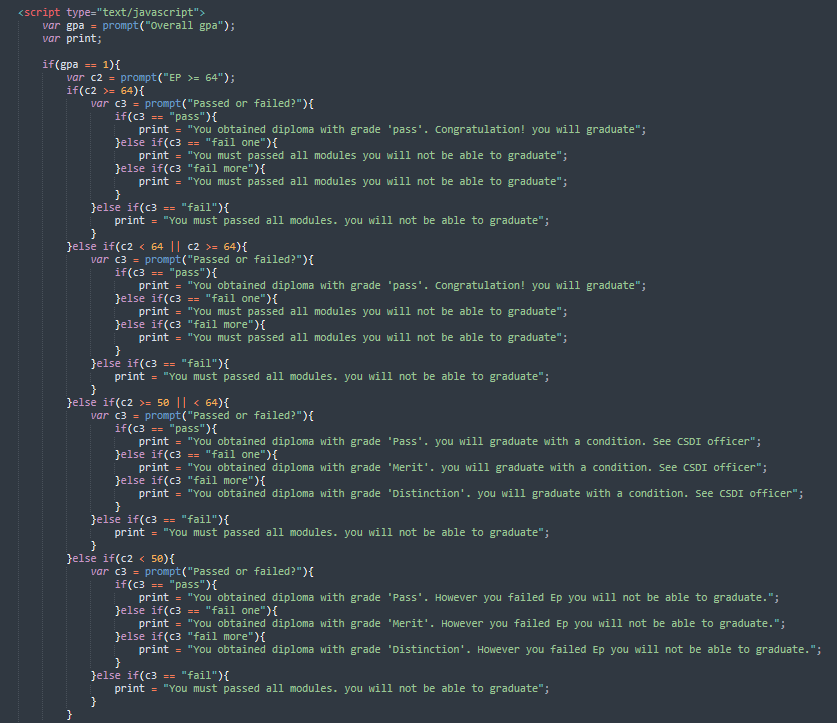 <script type="text/javascript">
var gpa = prompt("Overall gpa");
var print;
if(gpa == 1){
var c2 = prompt("EP >= 64");
if(c2 >= 64){
var c3 = prompt("Passed or failed?"){
if(c3 == "pass"){
print = "You obtained diploma with grade 'pass'. Congratulation! you will graduate";
}else if(c3 == "fail one"){
print = "You must passed all modules you will not be able to graduate";
}else if(c3 "fail more"){
print = "You must passed all modules you will not be able to graduate";
}
}else if(c3 == "fail"){
print = "You must passed all modules. you will not be able to graduate";
}
}else if(c2 < 64 || c2 >= 64){
var c3 = prompt("Passed or failed?"){
if(c3 == "pass"){
print = "You obtained diploma with grade 'pass'. Congratulation! you will graduate";
}else if(c3 == "fail one"){
print = "You must passed all modules you will not be able to graduate";
}else if(c3 "fail more"){
print = "You must passed all modules you will not be able to graduate";
}
}else if(c3 == "fail"){
print = "You must passed all modules. you will not be able to graduate";
}
}else if(c2 >= 50 || < 64){
var c3 = prompt("Passed or failed?"){
if(c3 == "pass"){
print = "You obtained diploma with grade 'Pass'. you will graduate with a condition. See CSDI officer";
}else if(c3 == "fail one"){
print = "You obtained diploma with grade 'Merit'. you will graduate with a condition. See CSDI officer";
}else if(c3 "fail more"){
print = "You obtained diploma with grade 'Distinction'. you will graduate with a condition. See CSDI officer";
}
}else if(c3 == "fail"){
print = "You must passed all modules. you will not be able to graduate";
}
}else if(c2 < 50){
var c3 = prompt("Passed or failed?"){
if(c3 == "pass"){
print = "You obtained diploma with grade 'Pass'. However you failed Ep you will not be able to graduate.";
}else if(c3 == "fail one"){
print = "You obtained diploma with grade 'Merit'. However you failed Ep you will not be able to graduate.";
}else if(c3 "fail more"){
print = "You obtained diploma with grade 'Distinction'. However you failed Ep you will not be able to graduate.";
}
}else if(c3 == "fail"){
print = "You must passed all modules. you will not be able to graduate";
}
}